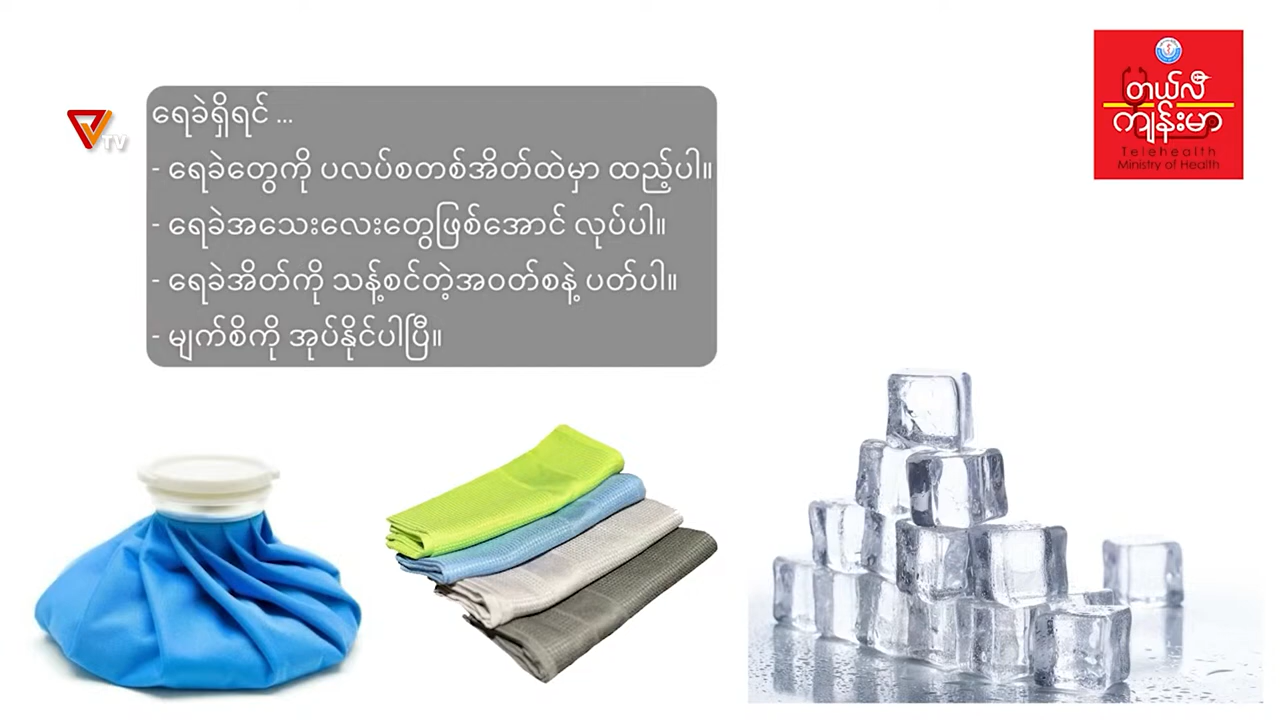 ရေခဲရှိရင် ...
- ရေခဲတွေကို ပလပ်စတစ်အိတ်ထဲမှာ ထည့်ပါ။
- ရေခဲအသေးလေးတွေဖြစ်အောင် လုပ်ပါ။
- ရေခဲအိတ်ကို သန့်စင်တဲ့အဝတ်စနဲ့ ပတ်ပါ။
- မျက်စိကို အုပ်နိုင်ပါပြီ။
TV
တယ်လီ
ကျန်းမာ
Telehealth
Ministry of Health